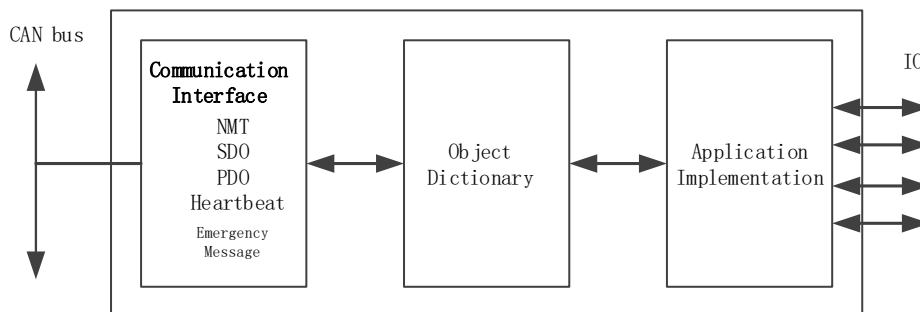 CAN bus
Communication
Interface
NMT
SDO
PDO
Heartbeat
Emergency
Message
Object
Dictionary
Application
Implementation
IO